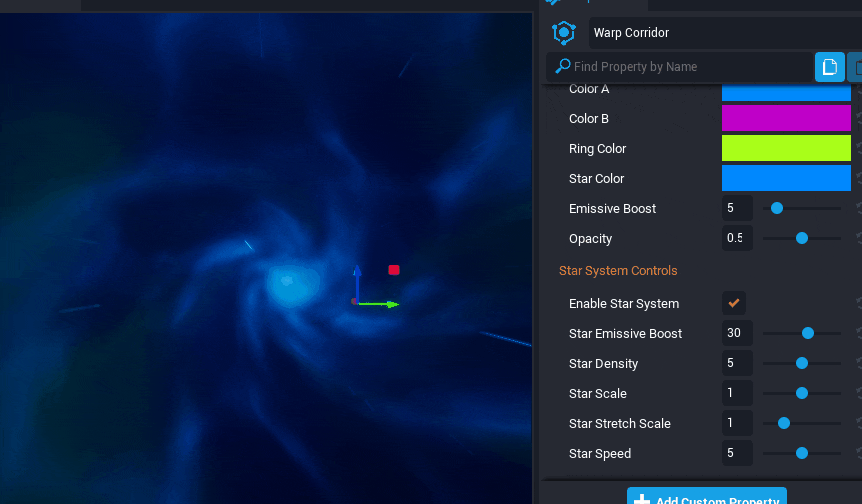 Warp Corridor
Find Property by Name
Color A
Color B
Ring Color
Star Color
Emissive Boost 5
Opacity 0.5
Star System Controls
Enable Star System
Star Emissive Boost 30
Star Density 5
Star Scale 1
Star Stretch Scale 1
Star Speed 5
Add Custom Property